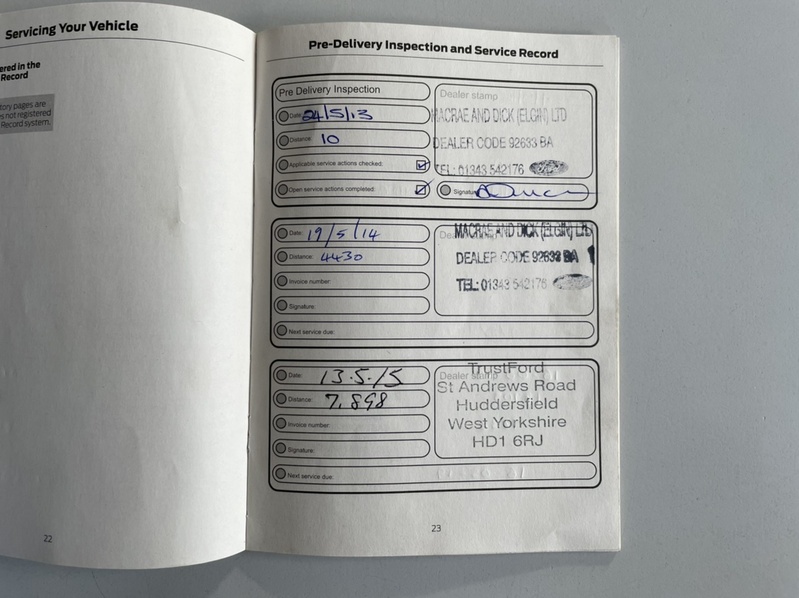 Servicing Your Vehicle
ered in the
Record
tory pages are
es not registered
Record system.
22
Pre-Delivery Inspection and Service Record
Pre Delivery Inspection
Date: 24/5/13
Distance: 10
Applicable service actions checked:
Open service actions completed:
Dealer stamp
MACRAE AND DICK (ELGIN) LTD
DEALER CODE 92633 BA
TEL: 01343 542176
Signature:
Date: 19/5/14
Distance: 4430
Invoice number:
Signature:
Next service due:
MACRAE AND DICK (ELGIN) LTD
DEALER CODE 92633 BA
TEL: 01343 542176
Date: 13.5.15
Distance: 7,898
Invoice number:
Signature:
Next service due:
Dealer stamp
TrustFord
St Andrews Road
Huddersfield
West Yorkshire
HD1 6RJ
23